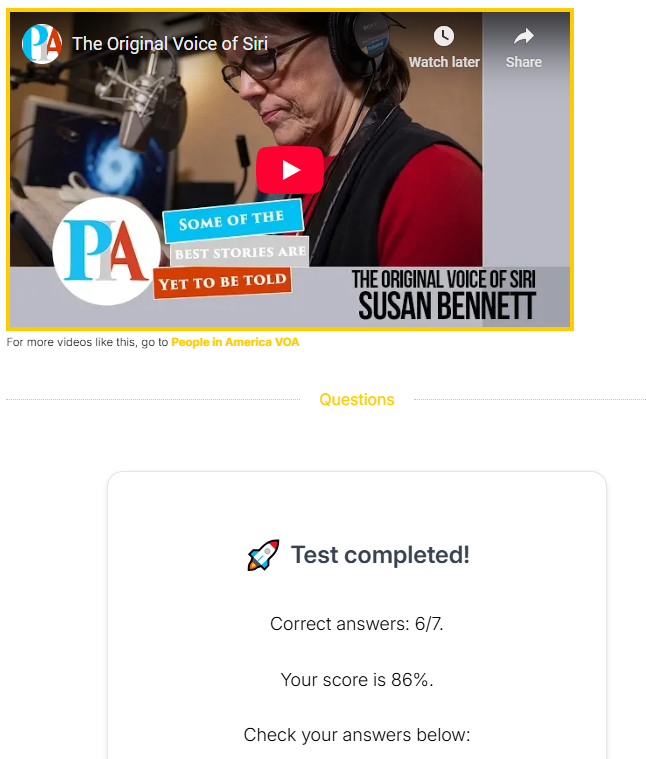 PA
The Original Voice of Siri
Watch later
Share
PA
SOME OF THE
BEST STORIES ARE
YET TO BE TOLD
THE ORIGINAL VOICE OF SIRI
SUSAN BENNETT
For more videos like this, go to People in America VOA
Questions
Test completed!
Correct answers: 6/7.
Your score is 86%.
Check your answers below: